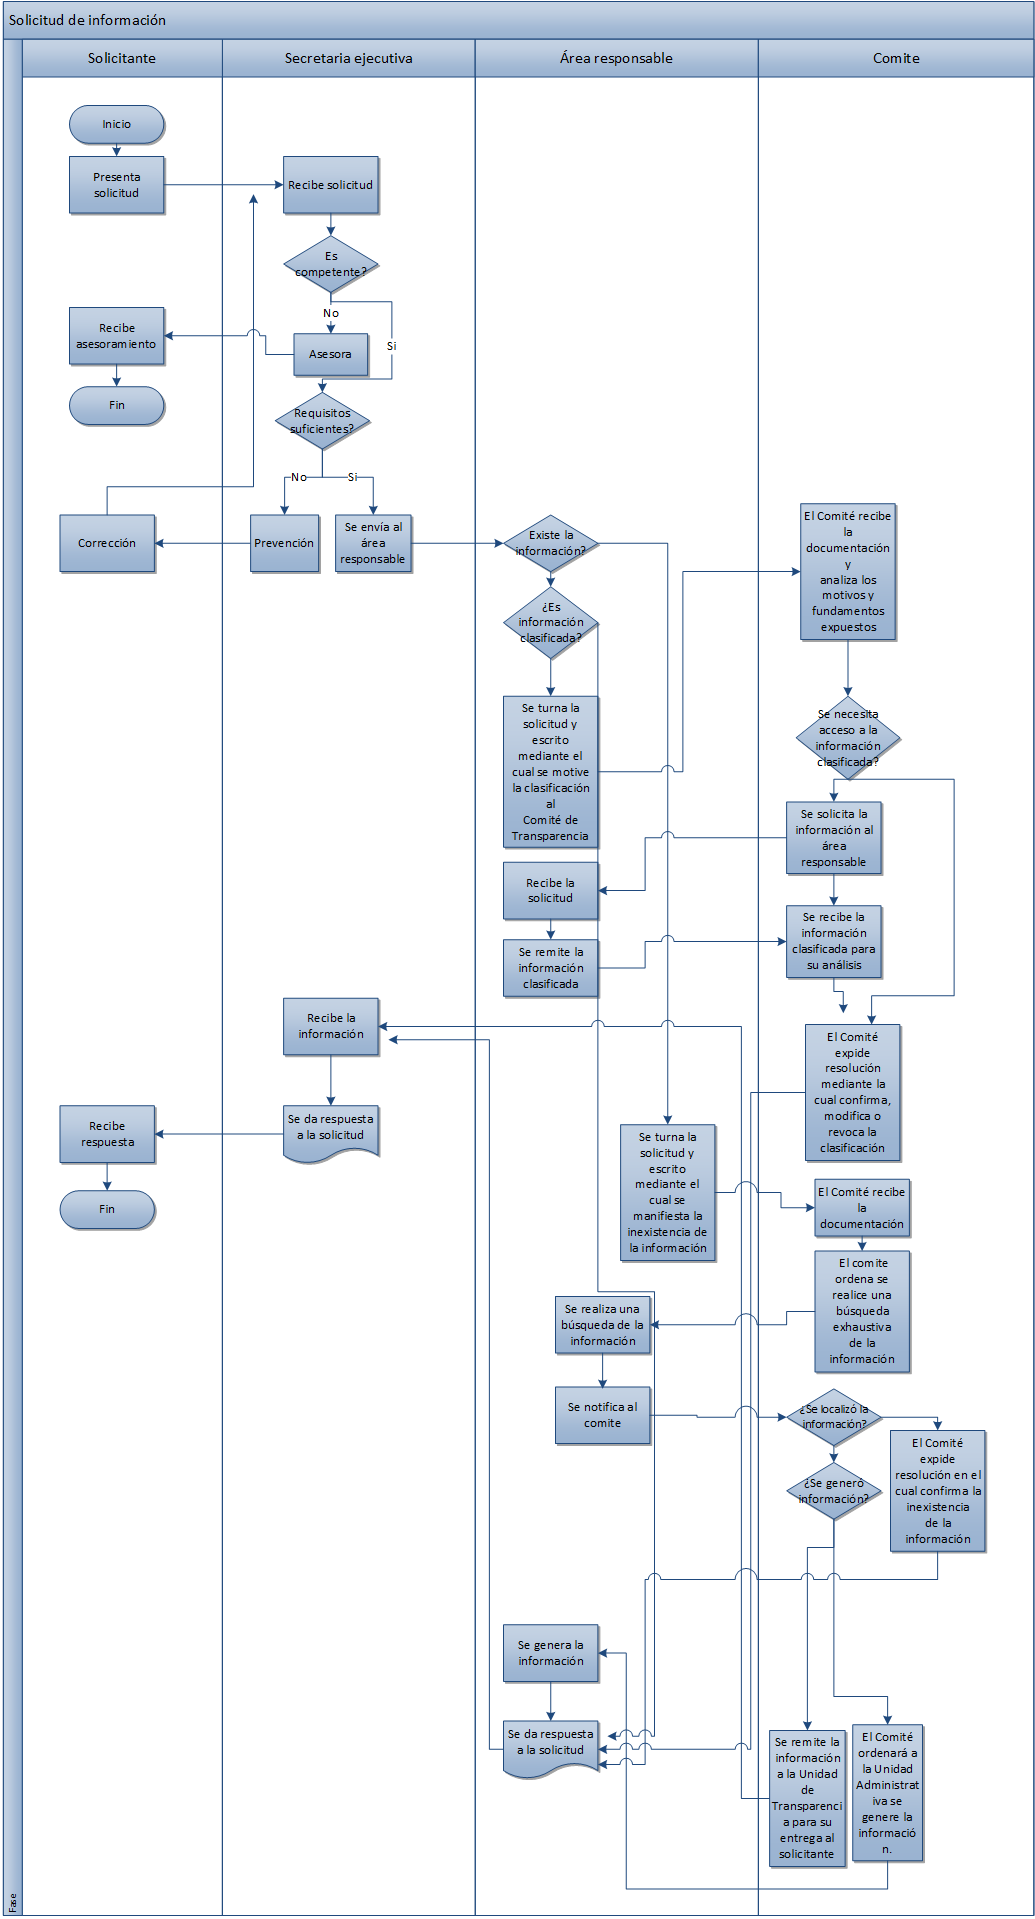 Solicitud de información
Solicitante
Secretaria ejecutiva
Área responsable
Comite
Inicio
Presenta
solicitud
Recibe solicitud
Es
competente?
No
Si
Recibe
asesoramiento
Asesora
Fin
Requisitos
suficientes?
No
Si
Corrección
Prevención
Se envía al
área
responsable
Existe la
información?
El Comité recibe
la
documentación
y
analiza los
motivos y
fundamentos
expuestos
¿Es
información
clasificada?
Se turna la
solicitud y
escrito
mediante el
cual se motive
la clasificación
al
Comité de
Transparencia
Se necesita
acceso a la
información
clasificada?
Se solicita la
información al
área
responsable
Recibe la
solicitud
Se recibe la
información
clasificada para
su análisis
Se remite la
información
clasificada
Recibe la
información
El Comité
expide
resolución
mediante la
cual confirma,
modifica o
revoca la
clasificación
Recibe
respuesta
Se da respuesta
a la solicitud
Se turna la
solicitud y
escrito
mediante el
cual se
manifiesta la
inexistencia de
la información
Fin
El Comité recibe
la
documentación
El comite
ordena se
realice una
búsqueda
exhaustiva
de la
información
Se realiza una
búsqueda de la
información
Se notifica al
comite
¿Se localizó la
información?
El Comité
expide
resolución en el
cual confirma la
inexistencia
de la
información
¿Se generó
información?
Se genera la
información
Se da respuesta
a la solicitud
Se remite la
información
a la Unidad
de
Transparenci
a para su
entrega al
solicitante
El Comité
ordenará a
la Unidad
Administrat
iva se
genere la
informació
n.
Fase